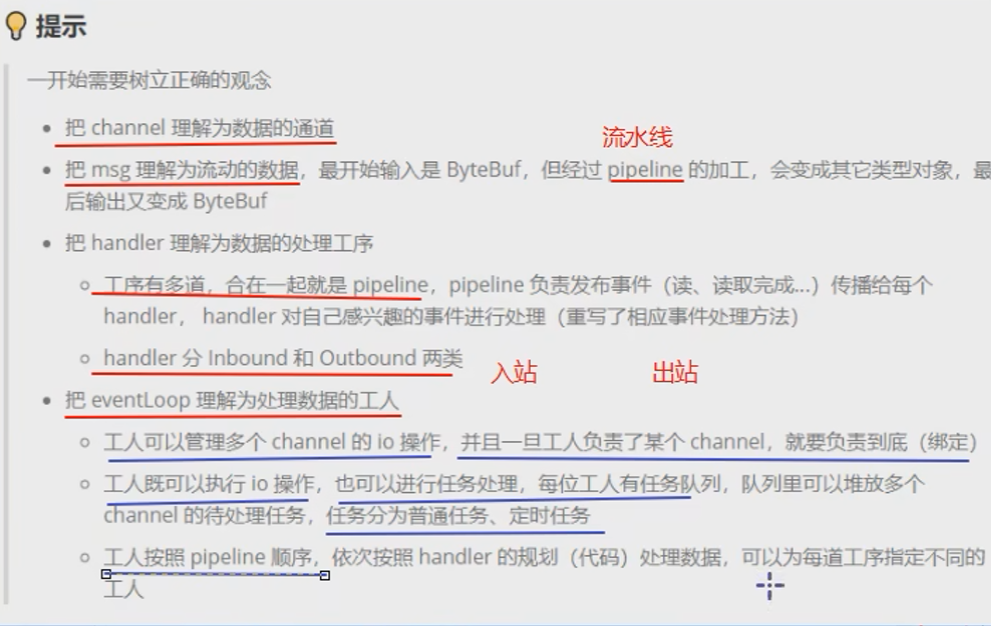 提示
一开始需要树立正确的观念
把 channel 理解为数据的通道
流水线
把 msg 理解为流动的数据，最开始输入是 ByteBuf，但经过 pipeline 的加工，会变成其它类型对象，最
后输出又变成 ByteBuf
把 handler 理解为数据的处理工序
工序有多道，合在一起就是 pipeline，pipeline 负责发布事件（读、读取完成...）传播给每个
handler， handler 对自己感兴趣的事件进行处理（重写了相应事件处理方法）
handler 分 Inbound 和 Outbound 两类
入站 出站
把 eventLoop 理解为处理数据的工人
工人可以管理多个 channel 的 io 操作，并且一旦工人负责了某个 channel，就要负责到底（绑定）
工人既可以执行 io 操作，也可以进行任务处理，每位工人有任务队列，队列里可以堆放多个
channel 的待处理任务，任务分为普通任务、定时任务
工人按照 pipeline 顺序，依次按照 handler 的规划（代码）处理数据，可以为每道工序指定不同的
工人